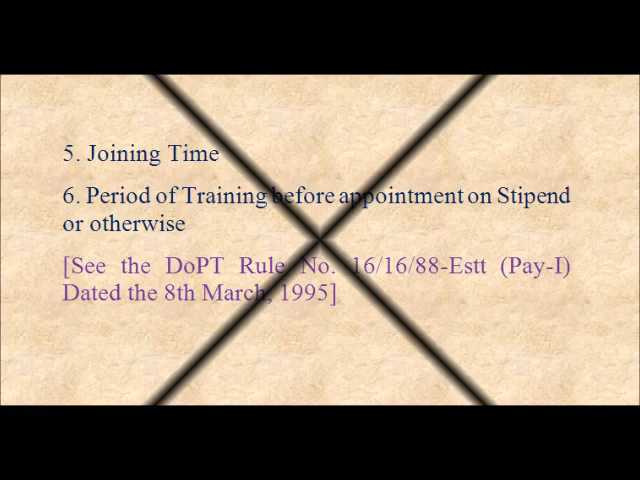 5. Joining Time
6. Period of Training before appointment on Stipend
or otherwise
[See the DoPT Rule No. 16/16/88-Estt (Pay-I)
Dated the 8th March, 1995]